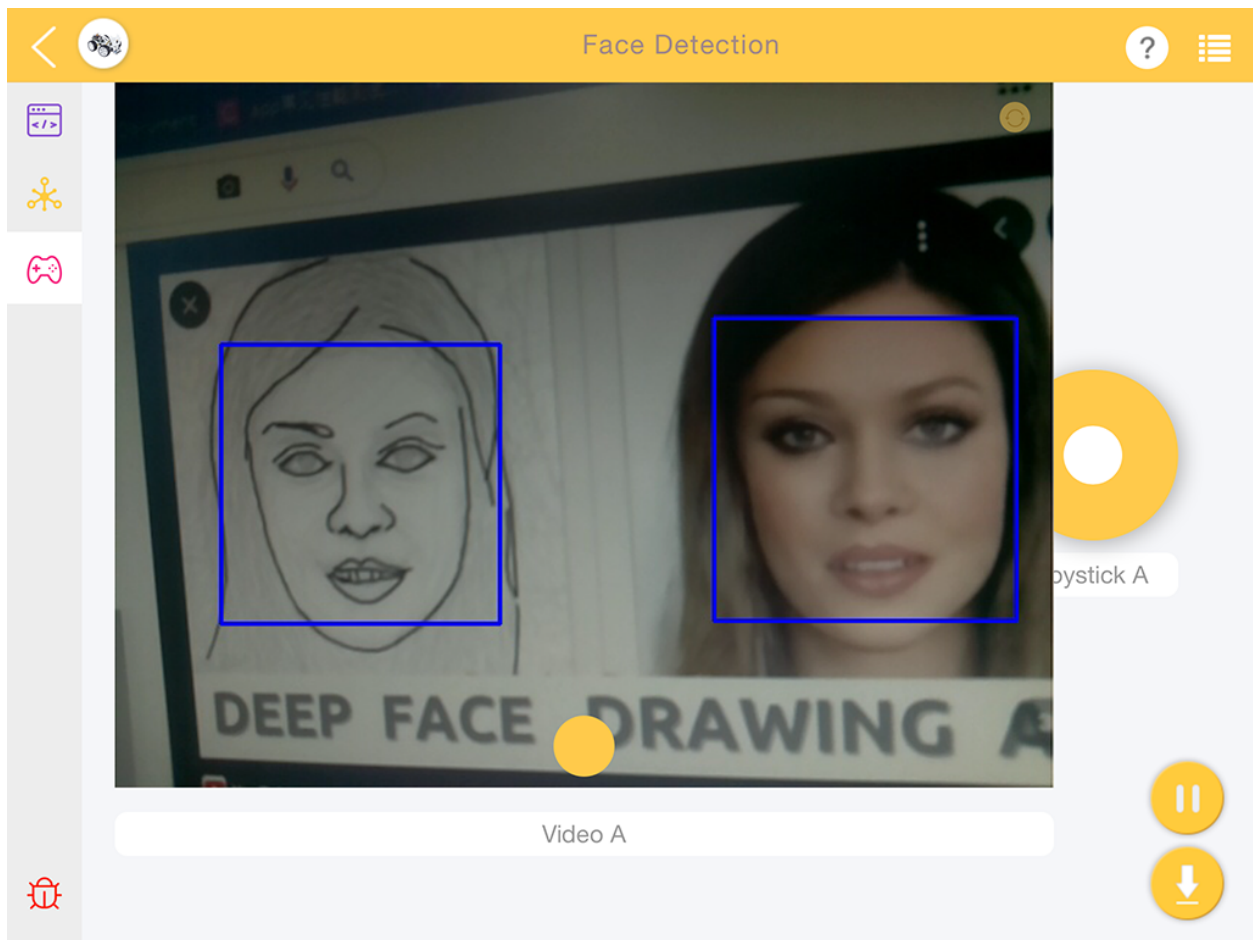 Face Detection
?
</>
DEEP FACE DRAWING A
oystick A
Video A